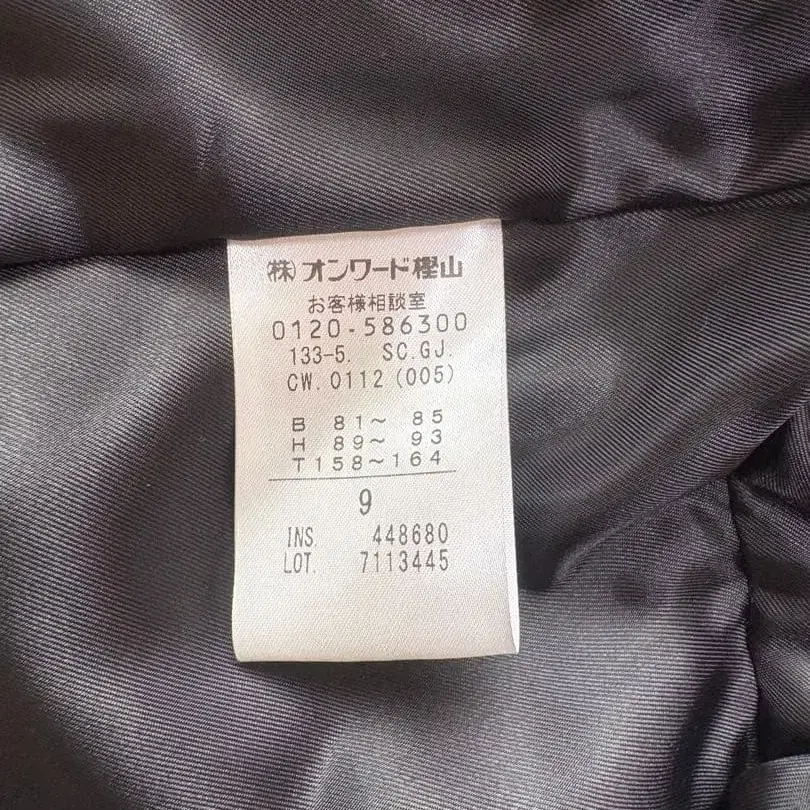 ㈱オンワード樫山
お客様相談室
0120-586300
133-5. SC.GJ.
CW.0112(005)
B 81～ 85
H 89～ 93
T158～164
9
INS. 448680
LOT. 7113445